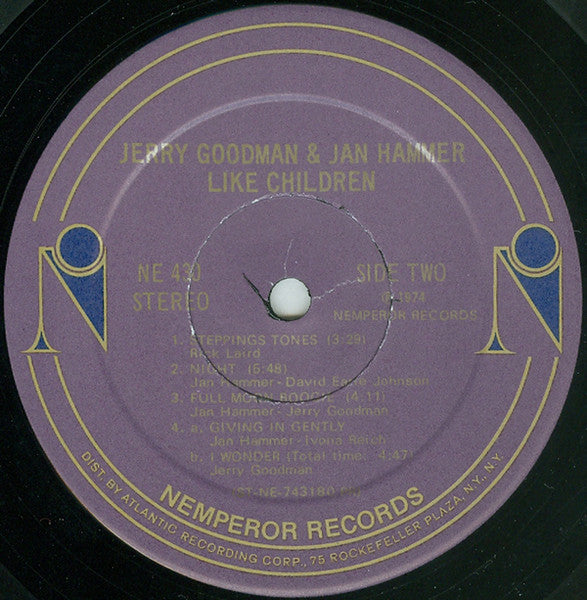 JERRY GOODMAN & JAN HAMMER
LIKE CHILDREN
NE 430
STEREO
SIDE TWO
℗ 1974
NEMPEROR RECORDS
1. STEPPINGS TONES (3:29)
Rick Laird
2. NIGHT (5:48)
Jan Hammer - David Earle Johnson
3. FULL MOON BOOGIE (4:11)
Jan Hammer - Jerry Goodman
4. a. GIVING IN GENTLY
Jan Hammer - Ivona Reich
b. I WONDER (Total time: 4:47)
Jerry Goodman
ST-NE-743180
NEMPEROR RECORDS
DIST. BY ATLANTIC RECORDING CORP., 75 ROCKEFELLER PLAZA, N.Y., N.Y.